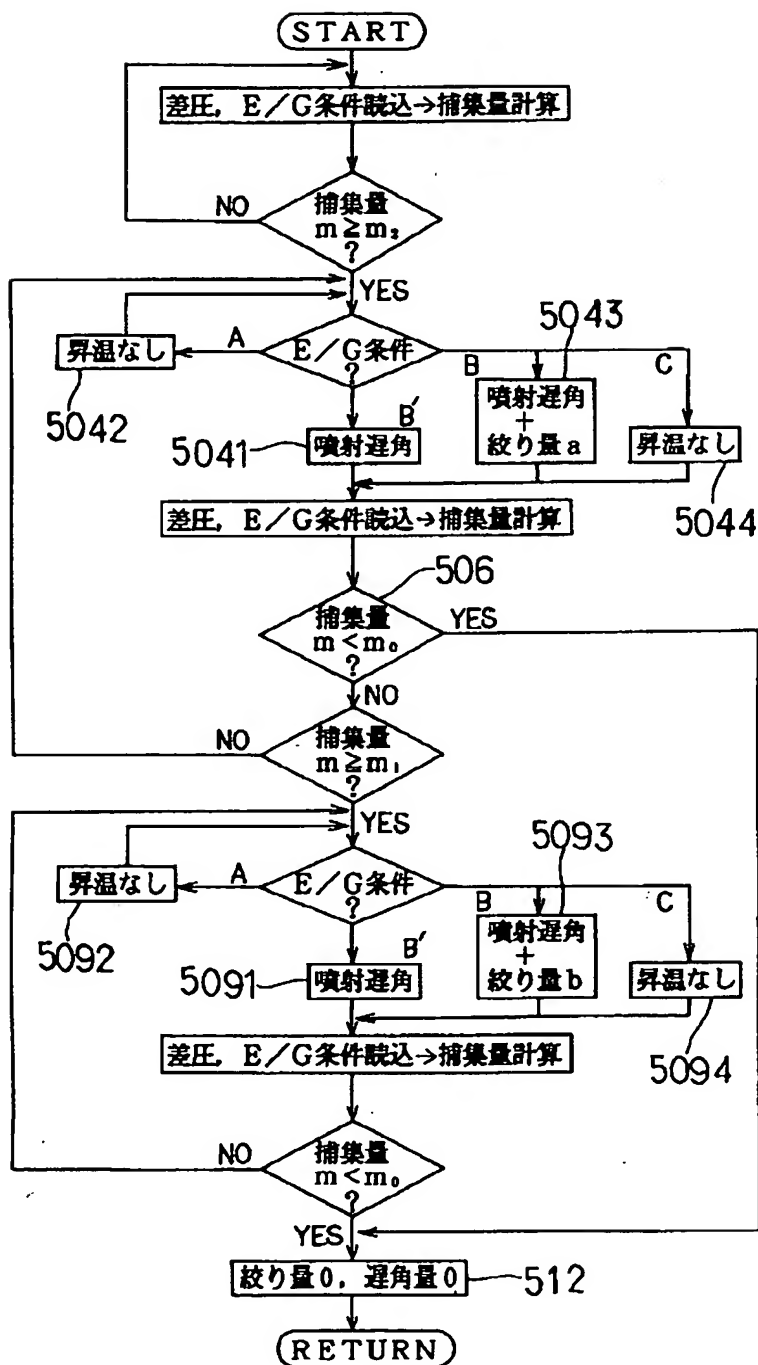 START
差圧，E／G条件読込→捕集量計算
NO
捕集量
m≧m₂
?
YES
5043
A
E／G条件
?
B
C
昇温なし
5042
B′
噴射遅角
+
絞り量a
5041
噴射遅角
昇温なし
5044
差圧，E／G条件読込→捕集量計算
506
捕集量
m<m₀
?
YES
NO
NO
捕集量
m≧m₁
?
YES
5093
A
E／G条件
?
B
C
昇温なし
5092
B′
噴射遅角
+
絞り量b
5091
噴射遅角
昇温なし
5094
差圧，E／G条件読込→捕集量計算
NO
捕集量
m<m₀
?
YES
絞り量0，遅角量0
512
RETURN